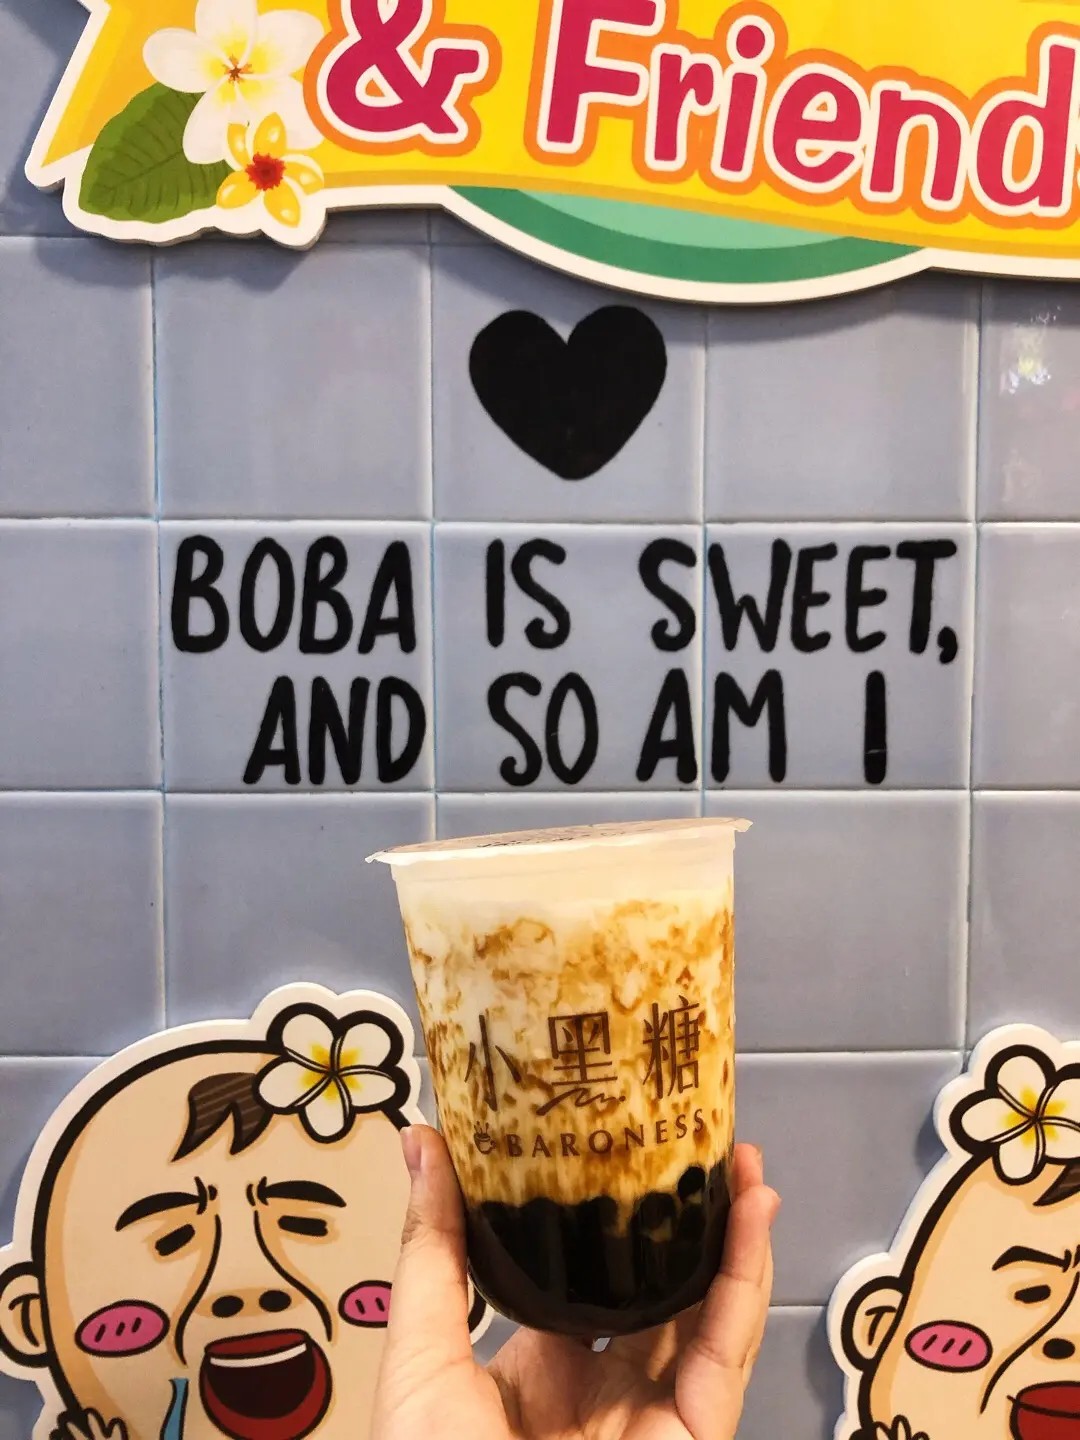 & Friend
BOBA IS SWEET,
AND SO AM I
小黑糖
BARONESS